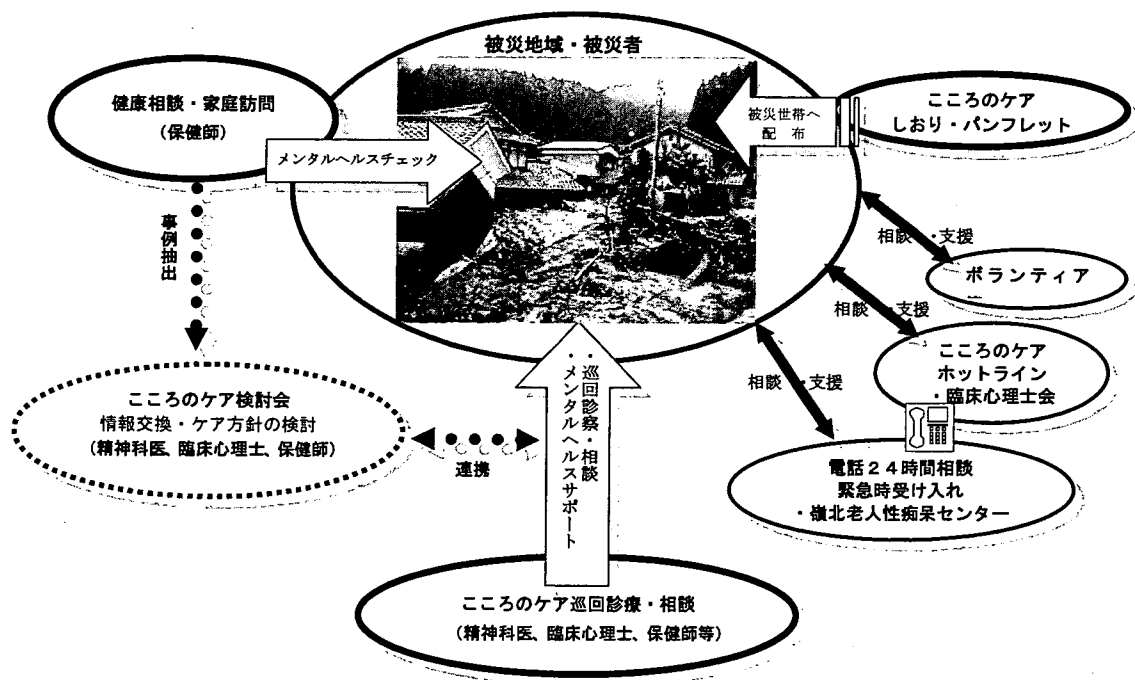 被災地域・被災者
健康相談・家庭訪問
(保健師)
メンタルヘルスチェック
被災世帯へ
配 布
こころのケア
しおり・パンフレット
事例抽出
相談・支援
ボランティア
相談・支援
こころのケア
ホットライン
・臨床心理士会
相談・支援
電話24時間相談
緊急時受け入れ
・嶺北老人性痴呆センター
こころのケア検討会
情報交換・ケア方針の検討
(精神科医、臨床心理士、保健師)
連携
・巡回診察・相談
・メンタルヘルスサポート
こころのケア巡回診療・相談
(精神科医、臨床心理士、保健師等)